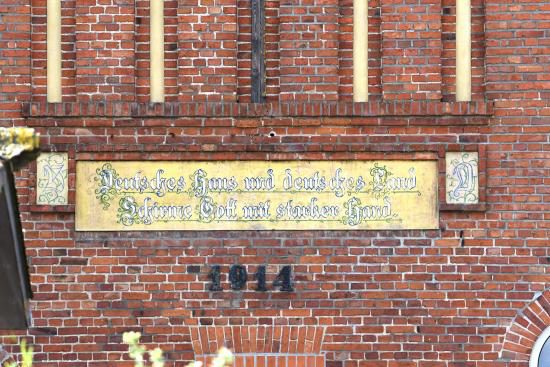 Deutsches Haus und deutsches Land
Schirme Gott mit starker Hand.
1914